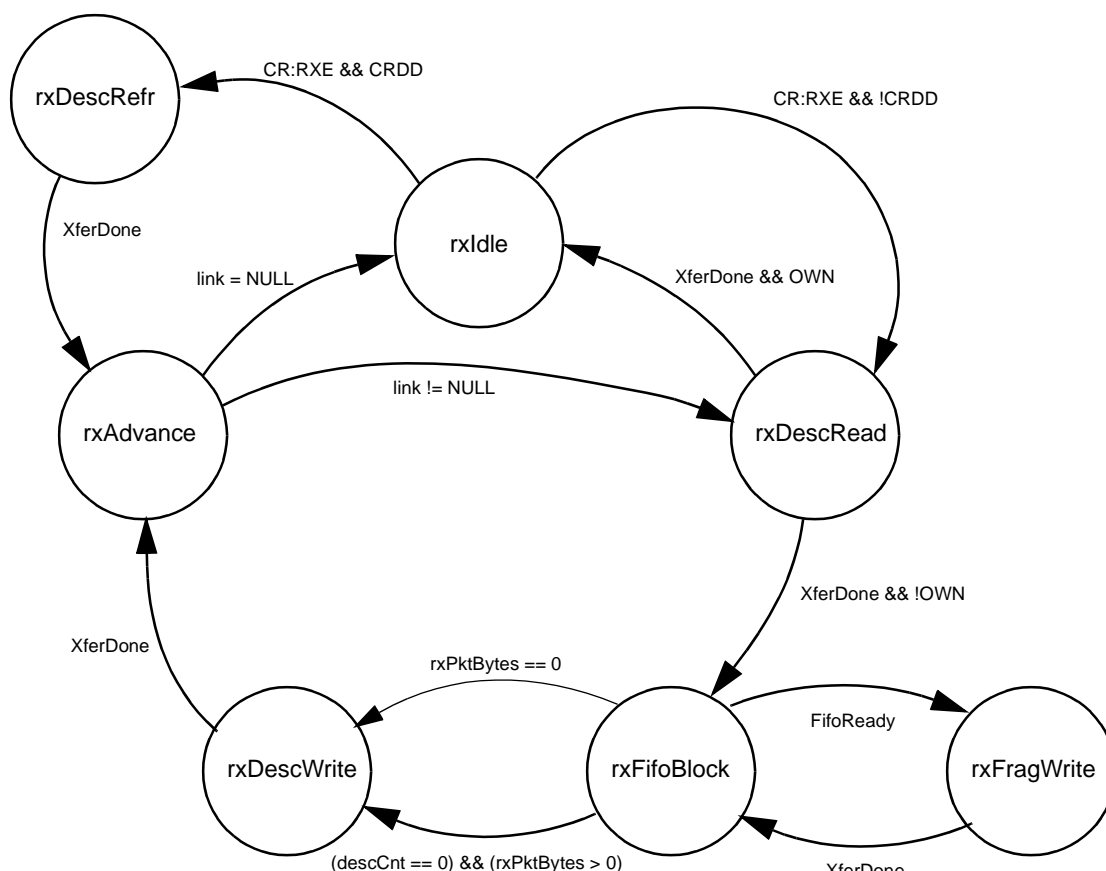 CR:RXE && CRDD
rxDescRefr
CR:RXE && !CRDD
XferDone
rxIdle
link = NULL
XferDone && OWN
link != NULL
rxAdvance
rxDescRead
XferDone && !OWN
XferDone
rxPktBytes == 0
FifoReady
rxDescWrite
rxFifoBlock
rxFragWrite
(descCnt == 0) && (rxPktBytes > 0)
XferDone